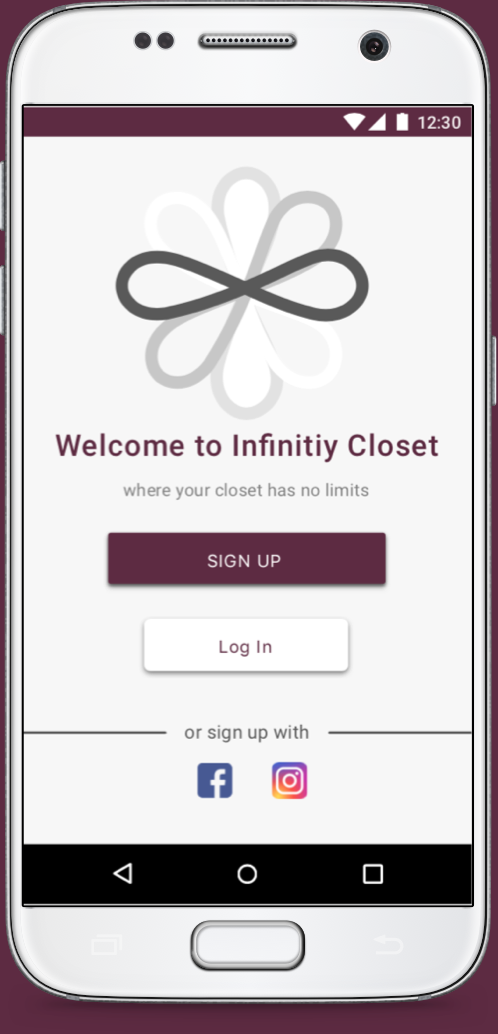 12:30
Welcome to Infinitiy Closet
where your closet has no limits
SIGN UP
Log In
or sign up with